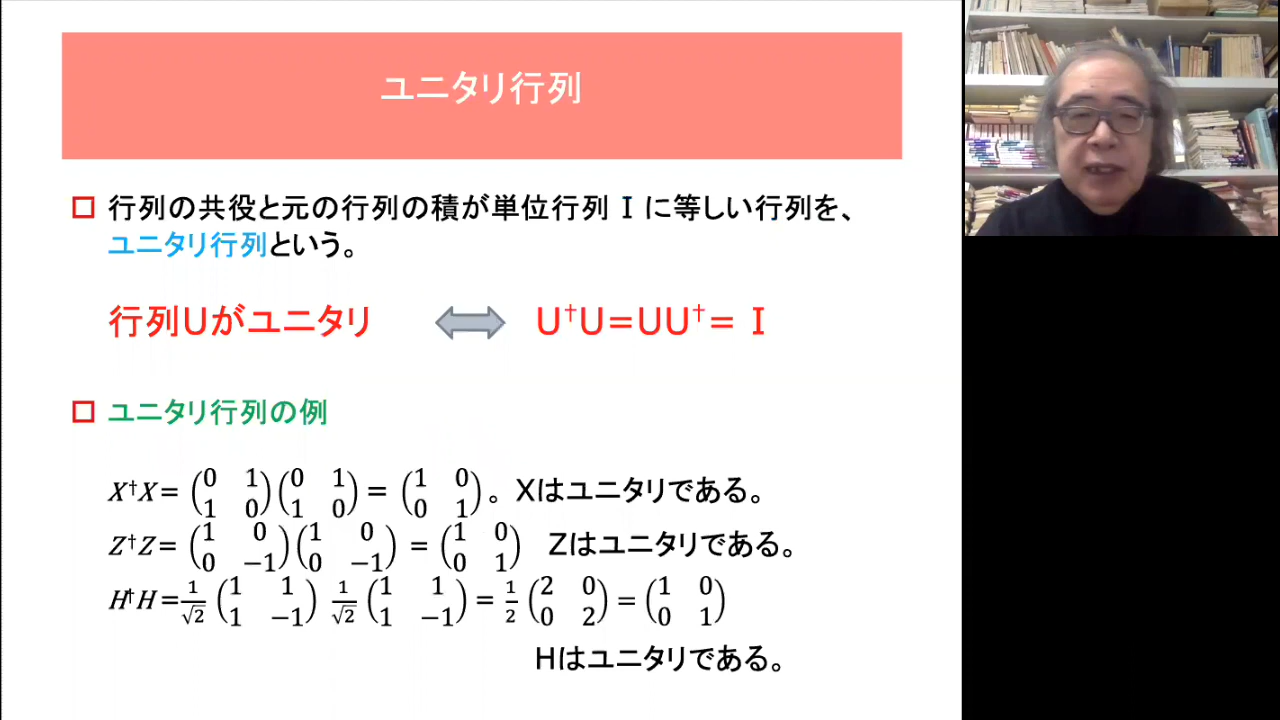 ユニタリ行列
□ 行列の共役と元の行列の積が単位行列 I に等しい行列を、
ユニタリ行列という。
行列Uがユニタリ ⇔ U†U=UU†= I
□ ユニタリ行列の例
X†X= (0 1 / 1 0)(0 1 / 1 0) = (1 0 / 0 1)。Xはユニタリである。
Z†Z= (1 0 / 0 −1)(1 0 / 0 −1) = (1 0 / 0 1) Zはユニタリである。
H†H=1/√2 (1 1 / 1 −1) 1/√2 (1 1 / 1 −1) = 1/2 (2 0 / 0 2) = (1 0 / 0 1)
Hはユニタリである。